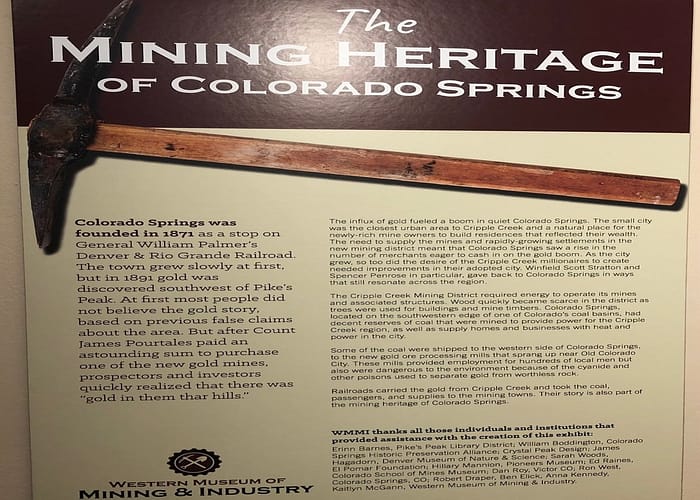 The
MINING HERITAGE
OF COLORADO SPRINGS
Colorado Springs was
founded in 1871 as a stop on
General William Palmer's
Denver & Rio Grande Railroad.
The town grew slowly at first,
but in 1891 gold was
discovered southwest of Pike's
Peak. At first most people did
not believe the gold story,
based on previous false claims
about the area. But after Count
James Pourtales paid an
astounding sum to purchase
one of the new gold mines,
prospectors and investors
quickly realized that there was
"gold in them thar hills."
WESTERN MUSEUM OF
MINING & INDUSTRY
The influx of gold fueled a boom in quiet Colorado Springs. The small city
was the closest urban area to Cripple Creek and a natural place for the
newly-rich mine owners to build residences that reflected their wealth.
The need to supply the mines and rapidly-growing settlements in the
new mining district meant that Colorado Springs saw a rise in the
number of merchants eager to cash in on the gold boom. As the city
grew, so too did the desire of the Cripple Creek millionaires to create
needed improvements in their adopted city. Winfield Scott Stratton and
Spencer Penrose in particular, gave back to Colorado Springs in ways
that still resonate across the region.
The Cripple Creek Mining District required energy to operate its mines
and associated structures. Wood quickly became scarce in the district as
trees were used for buildings and mine timbers. Colorado Springs,
located on the southwestern edge of one of Colorado's coal basins, had
decent reserves of coal that were mined to provide power for the Cripple
Creek region, as well as supply homes and businesses with heat and
power in the city.
Some of the coal were shipped to the western side of Colorado Springs,
to the new gold ore processing mills that sprang up near Old Colorado
City. These mills provided employment for hundreds of local men but
also were dangerous to the environment because of the cyanide and
other poisons used to separate gold from worthless rock.
Railroads carried the gold from Cripple Creek and took the coal,
passengers, and supplies to the mining towns. Their story is also part of
the mining heritage of Colorado Springs.
WMMI thanks all those individuals and institutions that
provided assistance with the creation of this exhibit:
Erinn Barnes, Pike's Peak Library District; William Boddington, Colorado
Springs Historic Preservation Alliance; Crystal Peak Design; James
Hagadorn, Denver Museum of Nature & Science; Sarah Woods,
El Pomar Foundation; Hillary Mannion, Pioneers Museum; Ed Raines,
Colorado School of Mines Museum; Dan Roy, Victor CO; Ron West,
Colorado Springs, CO; Robert Draper, Ben Elick, Anna Kennedy,
Kaitlyn McGann, Western Museum of Mining & Industry.